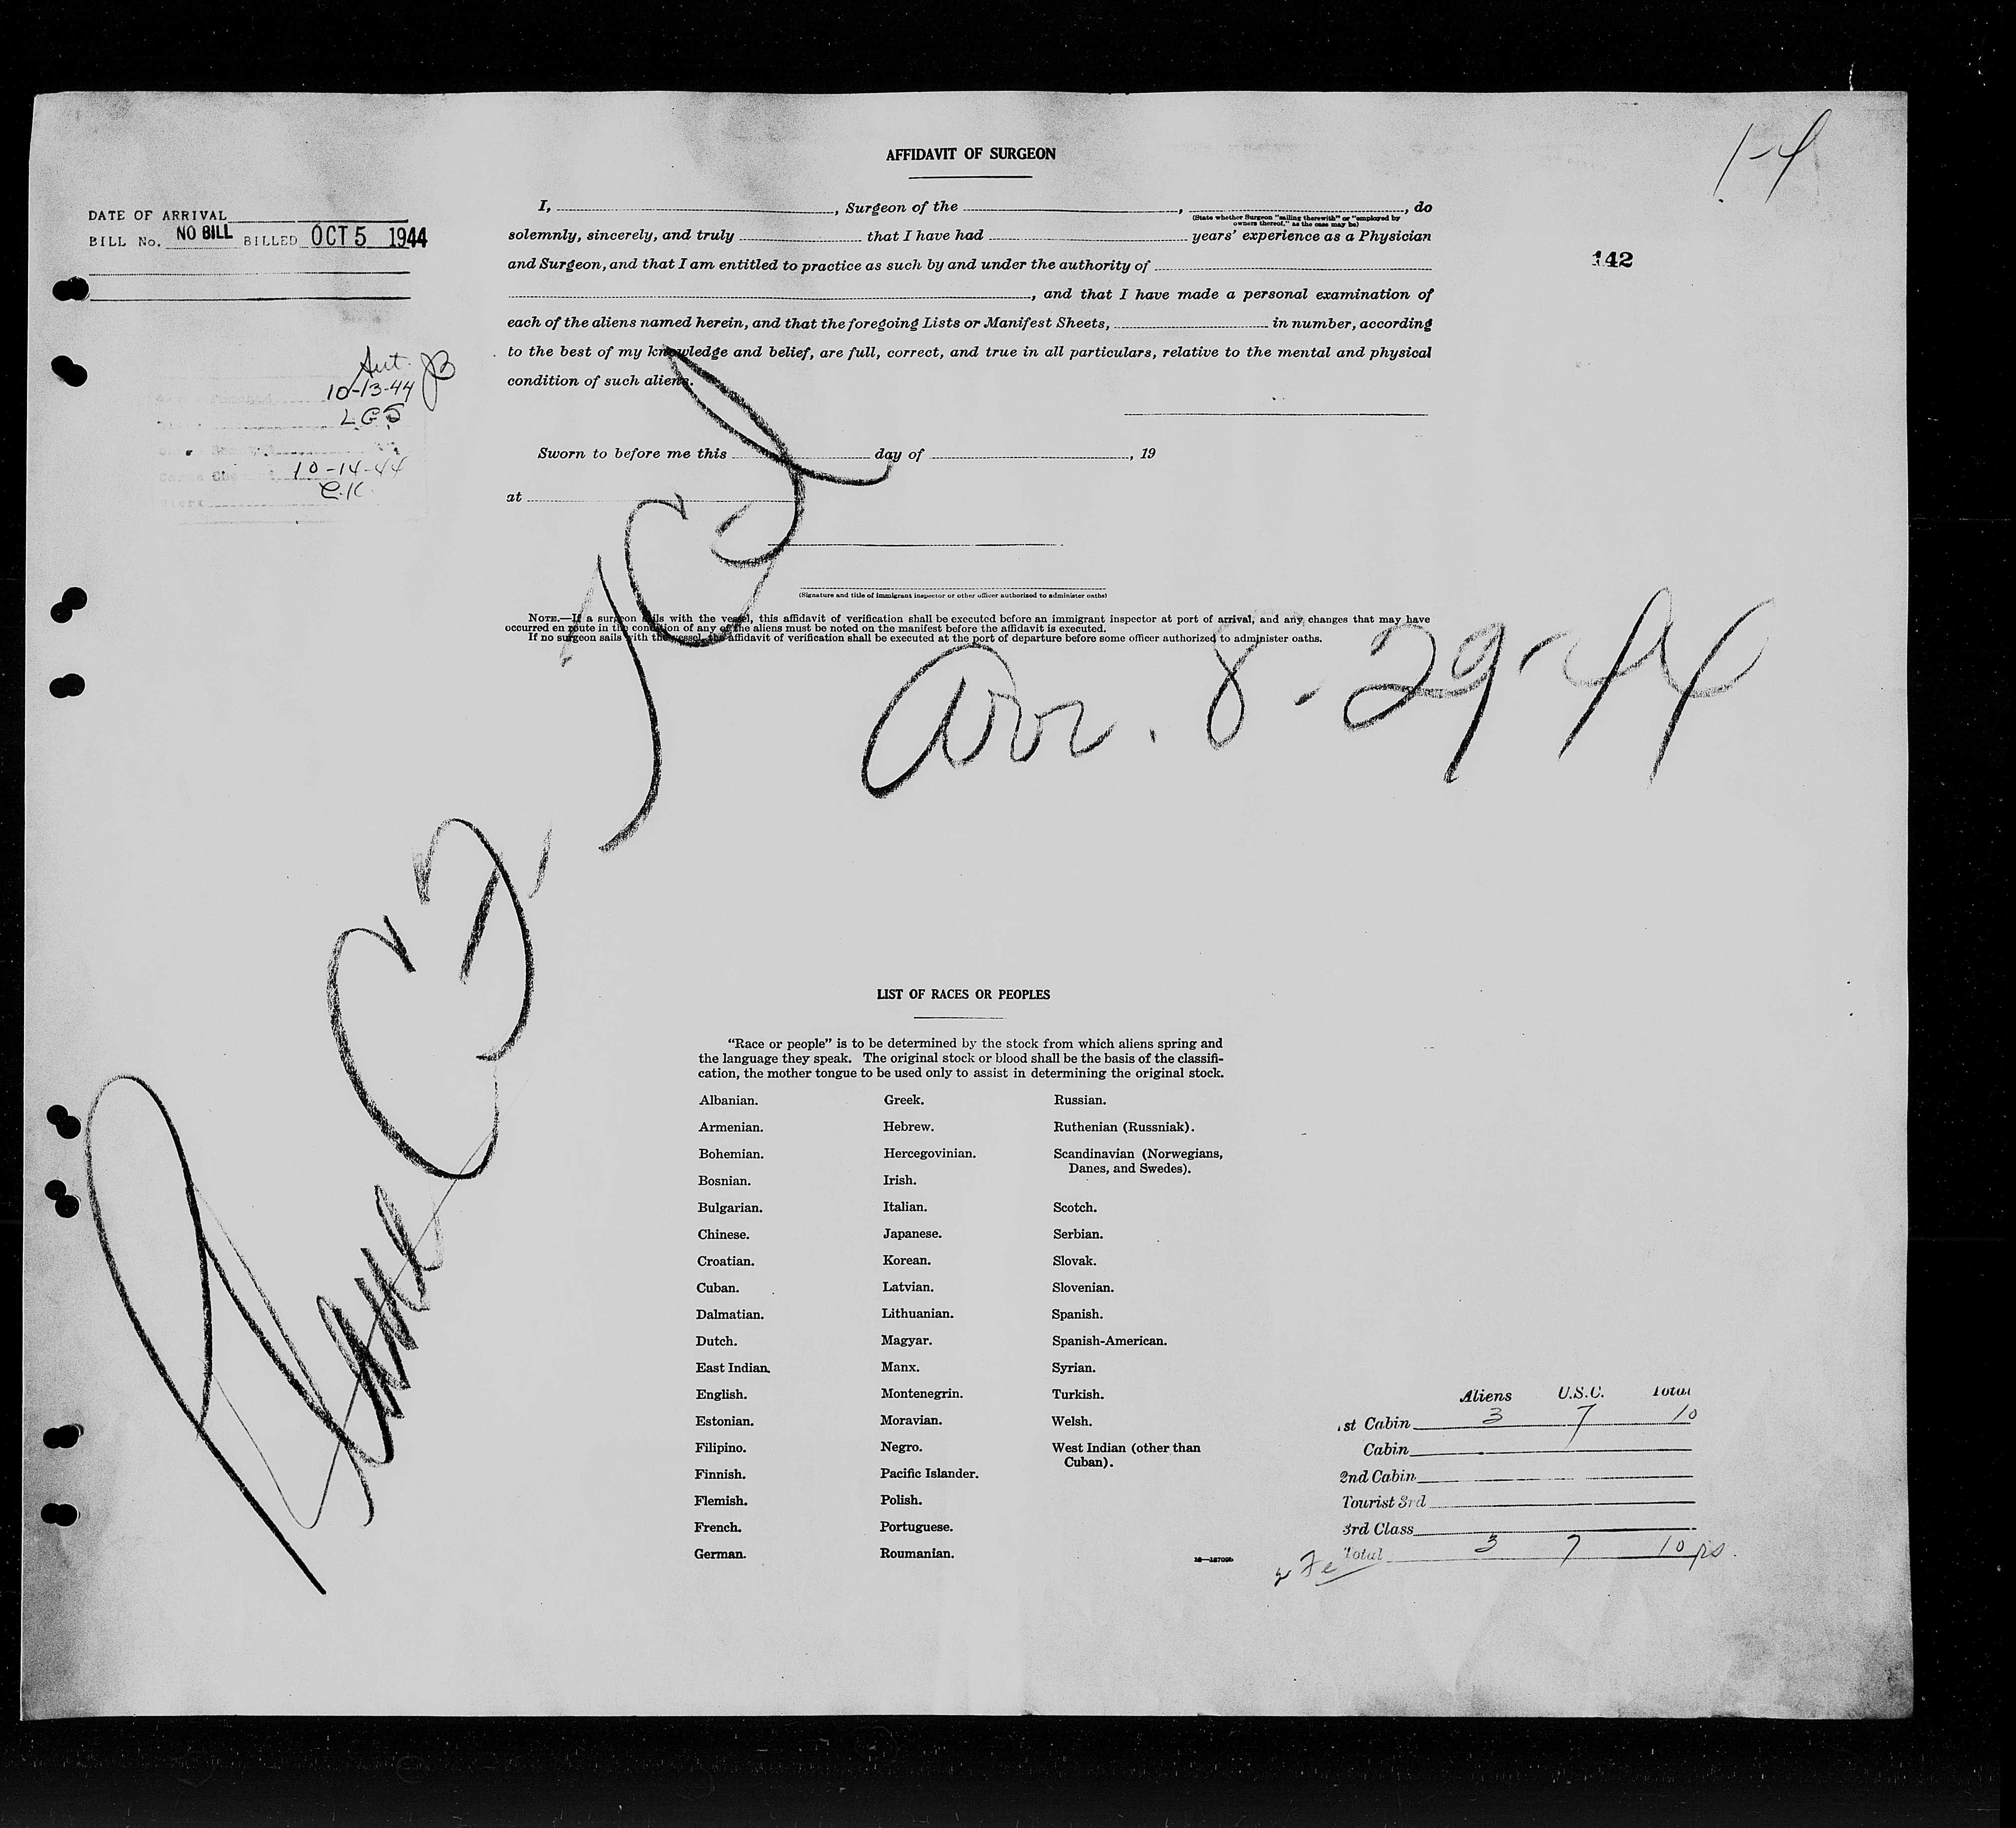 1-4
AFFIDAVIT OF SURGEON
142
DATE OF ARRIVAL
BILL No. NO BILL BILLED OCT 5 1944
I, , Surgeon of the , , do
(State whether Surgeon "sailing therewith" or "employed by
owners thereof," as the case may be)
solemnly, sincerely, and truly that I have had years' experience as a Physician
and Surgeon, and that I am entitled to practice as such by and under the authority of
, and that I have made a personal examination of
each of the aliens named herein, and that the foregoing Lists or Manifest Sheets, in number, according
to the best of my knowledge and belief, are full, correct, and true in all particulars, relative to the mental and physical
condition of such aliens.
10-13-44
LGS
10-14-44
C.K.
Sworn to before me this day of , 19
at
(Signature and title of immigrant inspector or other officer authorized to administer oaths)
NOTE.—If a surgeon sails with the vessel, this affidavit of verification shall be executed before an immigrant inspector at port of arrival, and any changes that may have
occurred en route in the condition of any of the aliens must be noted on the manifest before the affidavit is executed.
If no surgeon sails with the vessel, the affidavit of verification shall be executed at the port of departure before some officer authorized to administer oaths.
Arr. 8-29-44
LIST OF RACES OR PEOPLES
"Race or people" is to be determined by the stock from which aliens spring and
the language they speak. The original stock or blood shall be the basis of the classifi-
cation, the mother tongue to be used only to assist in determining the original stock.
Albanian. Greek. Russian.
Armenian. Hebrew. Ruthenian (Russniak).
Bohemian. Hercegovinian. Scandinavian (Norwegians,
Danes, and Swedes).
Bosnian. Irish.
Bulgarian. Italian. Scotch.
Chinese. Japanese. Serbian.
Croatian. Korean. Slovak.
Cuban. Latvian. Slovenian.
Dalmatian. Lithuanian. Spanish.
Dutch. Magyar. Spanish-American.
East Indian. Manx. Syrian.
English. Montenegrin. Turkish.
Estonian. Moravian. Welsh.
Filipino. Negro. West Indian (other than
Cuban).
Finnish. Pacific Islander.
Flemish. Polish.
French. Portuguese.
German. Roumanian.
16—18709b
Aliens U.S.C. Total
1st Cabin 3 7 10
Cabin
2nd Cabin
Tourist 3rd
3rd Class
Total 3 7 10